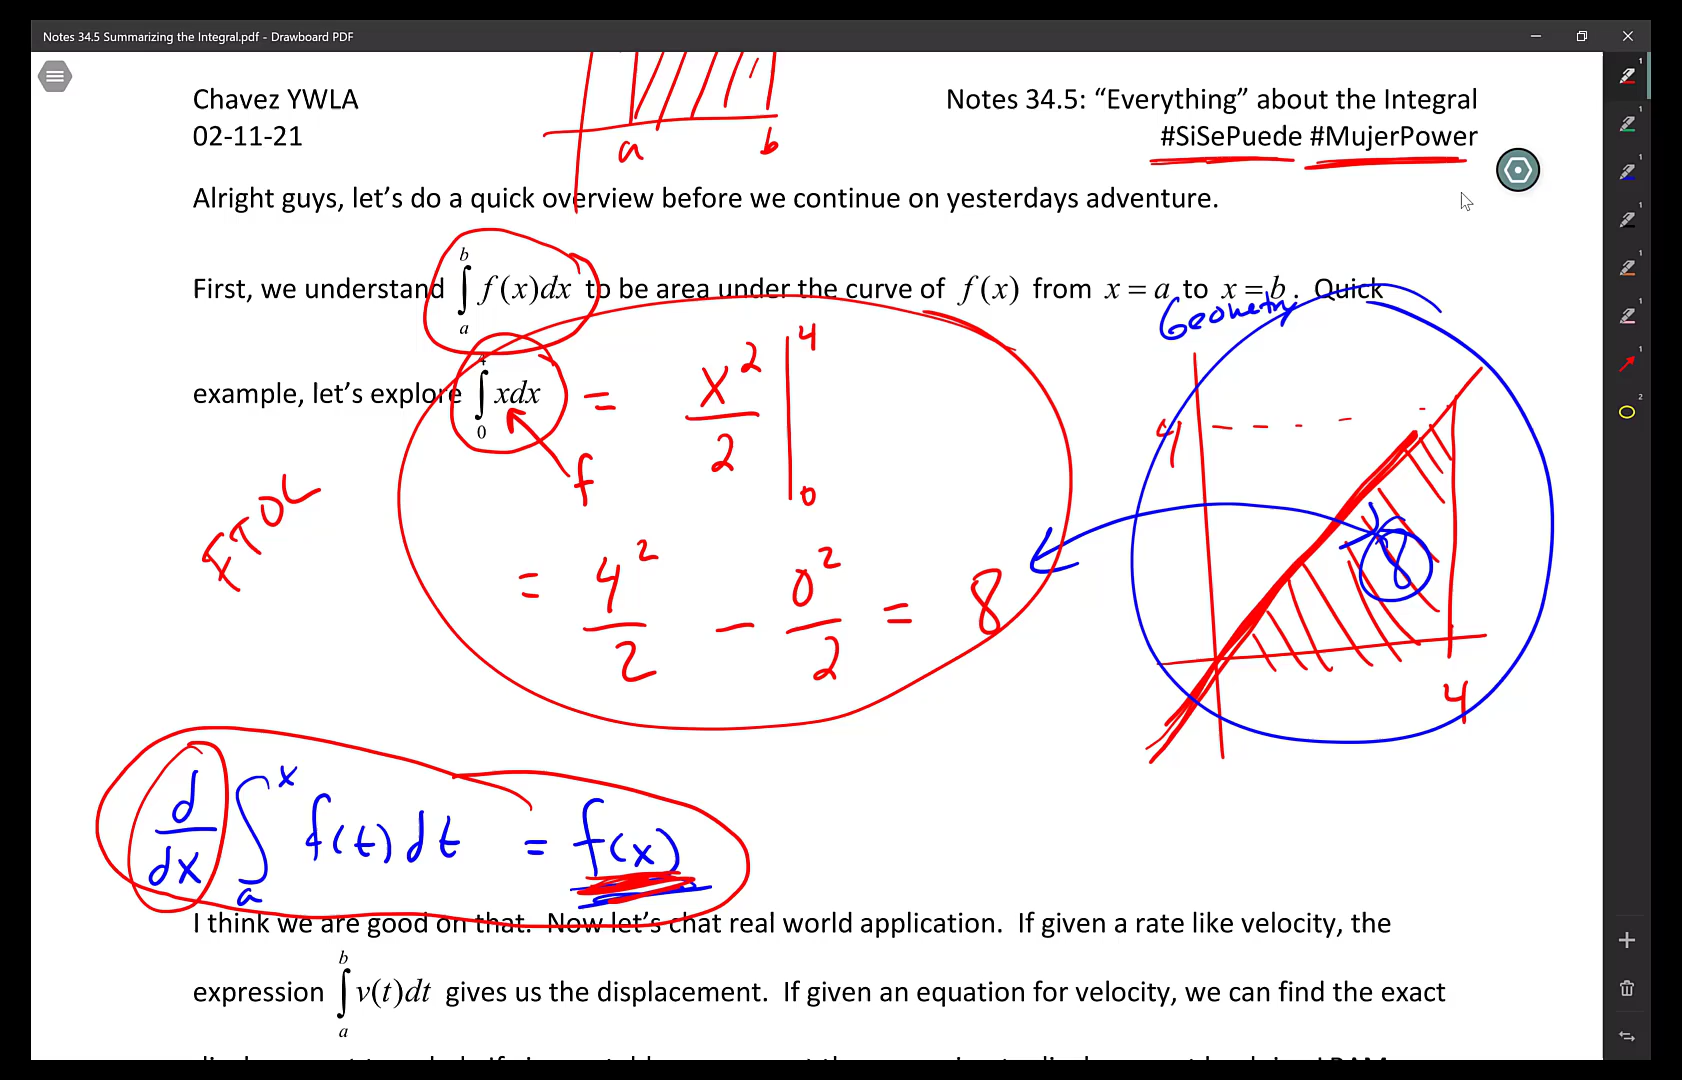 Notes 34.5 Summarizing the Integral.pdf - Drawboard PDF
Chavez YWLA
Notes 34.5: “Everything” about the Integral
02-11-21
#SiSePuede #MujerPower
a b
Alright guys, let’s do a quick overview before we continue on yesterdays adventure.
First, we understand ∫_a^b f(x)dx to be area under the curve of f(x) from x = a to x = b. Quick
Geometry
example, let’s explore ∫_0^4 xdx = x²/2 |_0^4
f
4
FTOC
= 4²/2 - 0²/2 = 8
8
4
d/dx ∫_a^x f(t)dt = f(x)
I think we are good on that. Now let’s chat real world application. If given a rate like velocity, the
expression ∫_a^b v(t)dt gives us the displacement. If given an equation for velocity, we can find the exact